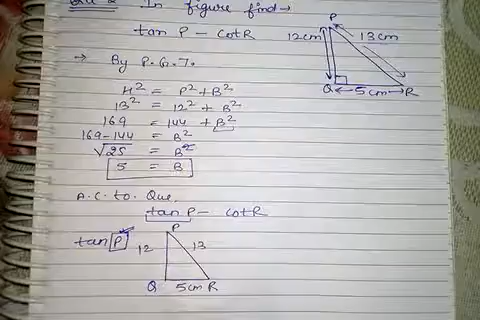 Que 2 In figure find →
tan P - cot R
P
12cm 13cm
Q ← 5cm → R
→ By P.G.T.
H² = P² + B²
13² = 12² + B²
169 = 144 + B²
169-144 = B²
√25 = B²
5 = B
A.C. to. Que.
tan P - cot R
tan P
P
12 13
Q 5cm R